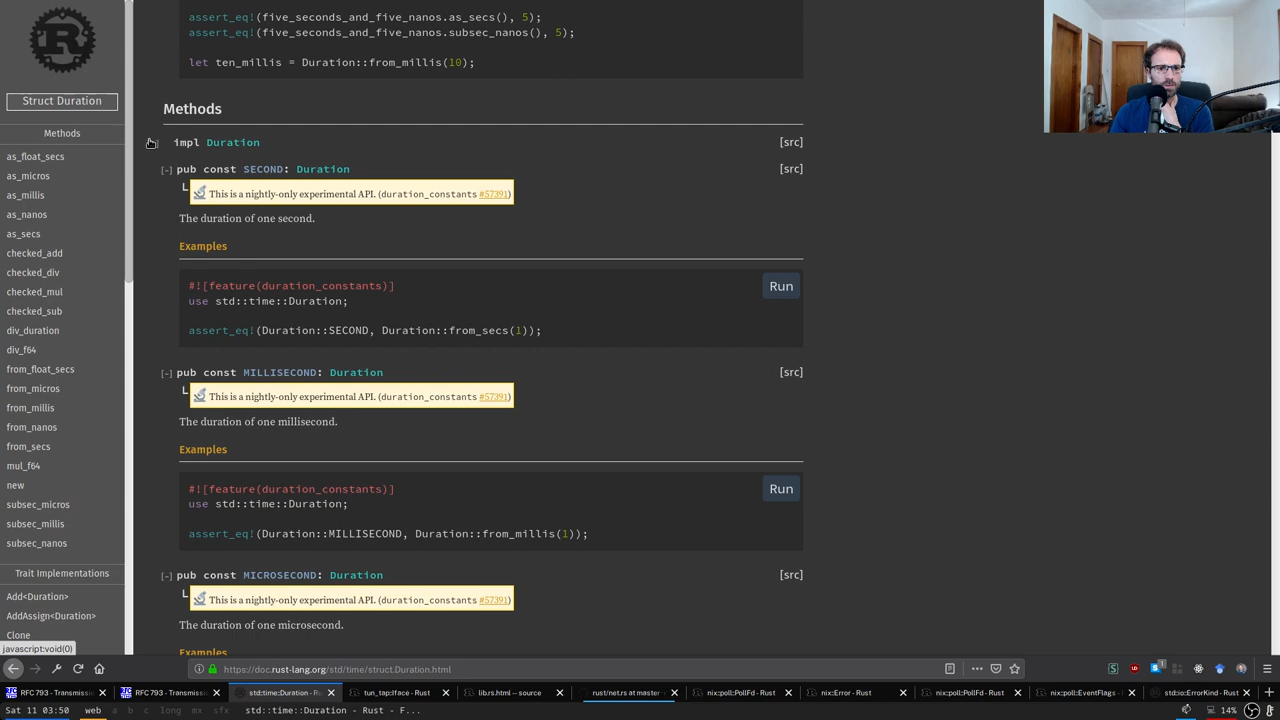 assert_eq!(five_seconds_and_five_nanos.as_secs(), 5);
assert_eq!(five_seconds_and_five_nanos.subsec_nanos(), 5);
let ten_millis = Duration::from_millis(10);
Struct Duration
Methods
as_float_secs
as_micros
as_millis
as_nanos
as_secs
checked_add
checked_div
checked_mul
checked_sub
div_duration
div_f64
from_float_secs
from_micros
from_millis
from_nanos
from_secs
mul_f64
new
subsec_micros
subsec_millis
subsec_nanos
Trait Implementations
Add<Duration>
AddAssign<Duration>
Clone
javascript:void(0)
Methods
impl Duration [src]
[-] pub const SECOND: Duration [src]
This is a nightly-only experimental API. (duration_constants #57391)
The duration of one second.
Examples
#![feature(duration_constants)]
use std::time::Duration;
assert_eq!(Duration::SECOND, Duration::from_secs(1));
Run
[-] pub const MILLISECOND: Duration [src]
This is a nightly-only experimental API. (duration_constants #57391)
The duration of one millisecond.
Examples
#![feature(duration_constants)]
use std::time::Duration;
assert_eq!(Duration::MILLISECOND, Duration::from_millis(1));
Run
[-] pub const MICROSECOND: Duration [src]
This is a nightly-only experimental API. (duration_constants #57391)
The duration of one microsecond.
Examples
https://doc.rust-lang.org/std/time/struct.Duration.html
RFC 793 - Transmissi
RFC 793 - Transmissi
std::time::Duration - Ru
tun_tap::Iface - Rust
lib.rs.html -- source
rust/net.rs at master
nix::poll::PollFd - Rust
nix::Error - Rust
nix::poll::PollFd - Rust
nix::poll::EventFlags
std::io::ErrorKind - Rust
Sat 11 03:50 web a b c mx sfx std::time::Duration - Rust - F... 14%